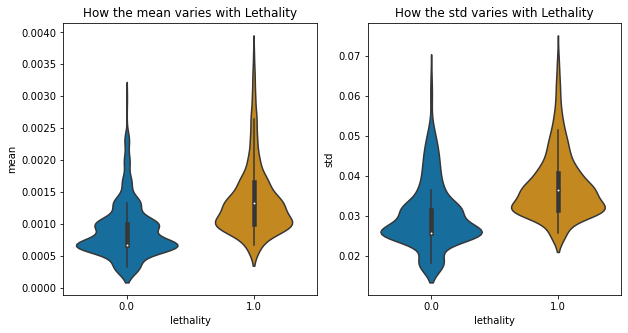 How the mean varies with Lethality
mean
0.0040
0.0035
0.0030
0.0025
0.0020
0.0015
0.0010
0.0005
0.0000
0.0 1.0
lethality
How the std varies with Lethality
std
0.07
0.06
0.05
0.04
0.03
0.02
0.0 1.0
lethality